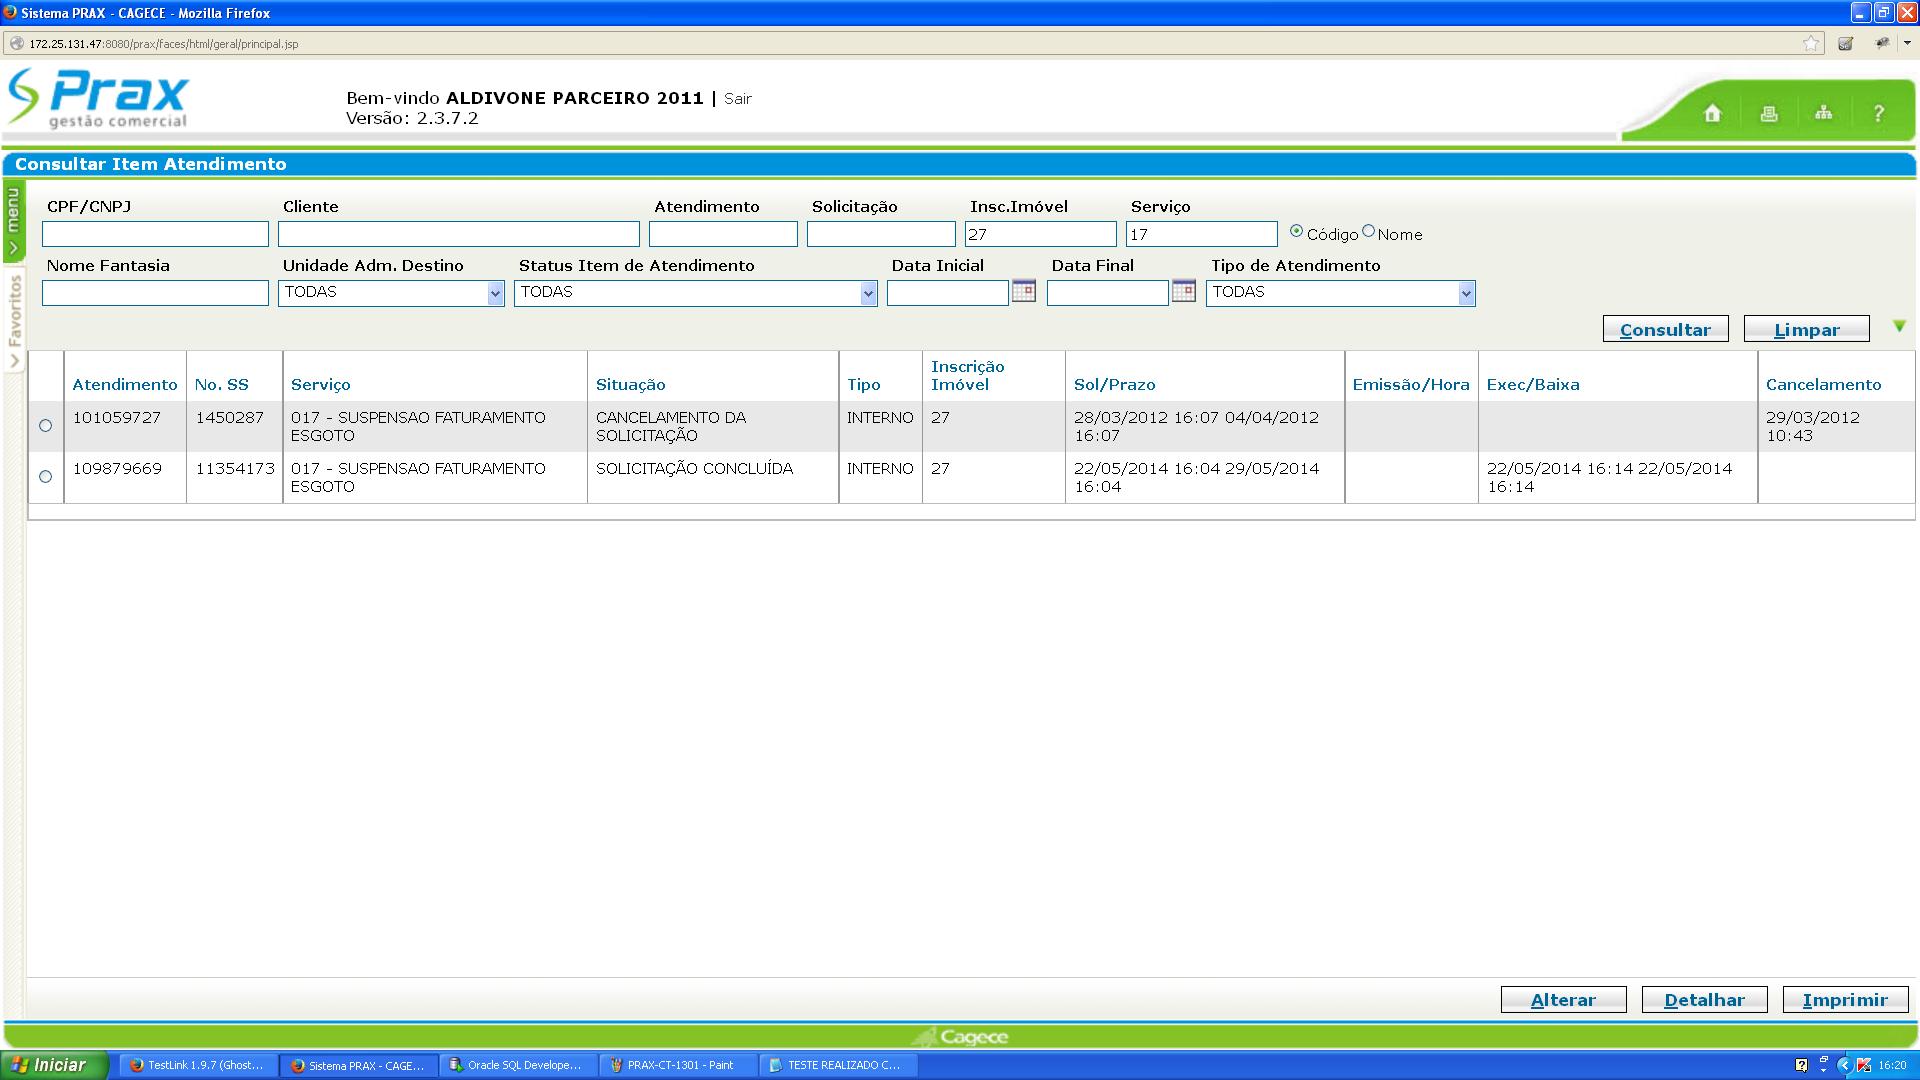 Sistema PRAX - CAGECE - Mozilla Firefox
172.25.131.47:8080/prax/faces/html/geral/principal.jsp
Prax
gestão comercial
Bem-vindo ALDIVONE PARCEIRO 2011 | Sair
Versão: 2.3.7.2
?
Consultar Item Atendimento
menu
Favoritos
CPF/CNPJ Cliente Atendimento Solicitação Insc.Imóvel Serviço
27 17 Código Nome
Nome Fantasia Unidade Adm. Destino Status Item de Atendimento Data Inicial Data Final Tipo de Atendimento
TODAS TODAS TODAS
Consultar Limpar
Atendimento No. SS Serviço Situação Tipo Inscrição Imóvel Sol/Prazo Emissão/Hora Exec/Baixa Cancelamento
101059727 1450287 017 - SUSPENSAO FATURAMENTO CANCELAMENTO DA INTERNO 27 28/03/2012 16:07 04/04/2012 29/03/2012
ESGOTO SOLICITAÇÃO 16:07 10:43
109879669 11354173 017 - SUSPENSAO FATURAMENTO SOLICITAÇÃO CONCLUÍDA INTERNO 27 22/05/2014 16:04 29/05/2014 22/05/2014 16:14 22/05/2014
ESGOTO 16:04 16:14
Alterar Detalhar Imprimir
Cagece
Iniciar TestLink 1.9.7 (Ghost... Sistema PRAX - CAGE... Oracle SQL Develope... PRAX-CT-1301 - Paint TESTE REALIZADO C... 16:20